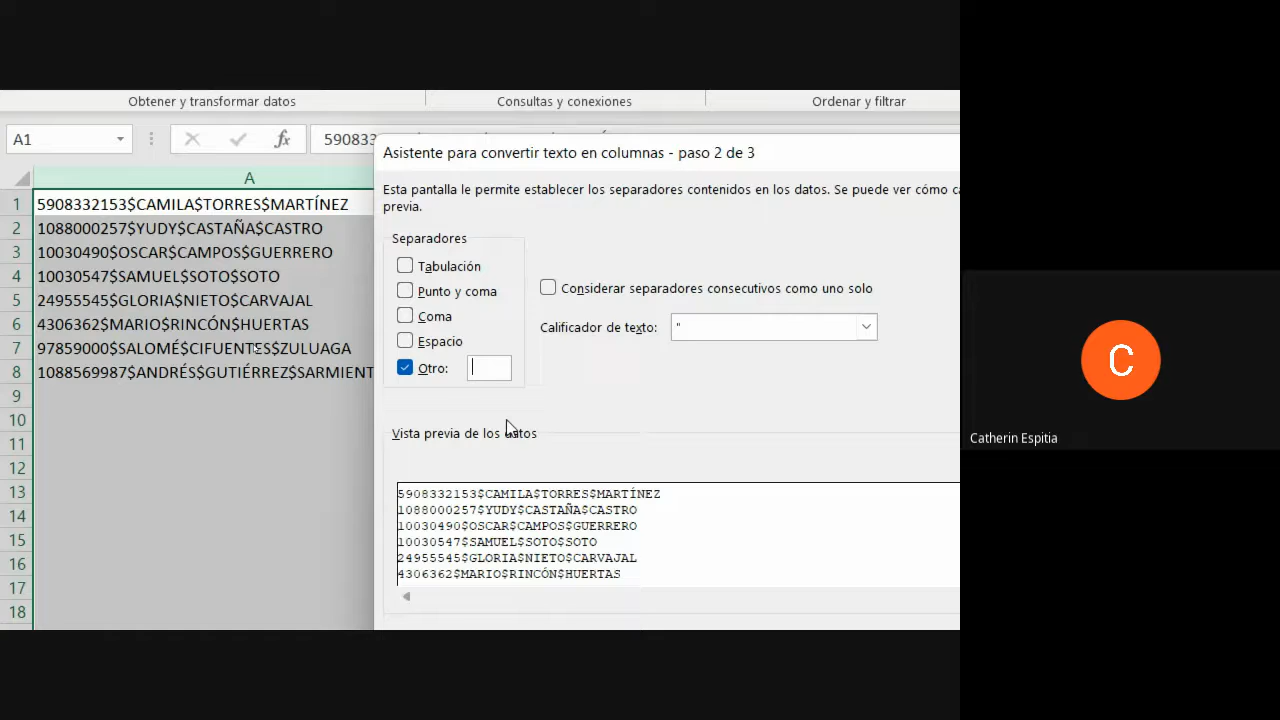 Obtener y transformar datos
Consultas y conexiones
Ordenar y filtrar
A1
fx
590833
A
Asistente para convertir texto en columnas - paso 2 de 3
Esta pantalla le permite establecer los separadores contenidos en los datos. Se puede ver cómo c
previa.
1 5908332153$CAMILA$TORRES$MARTÍNEZ
2 1088000257$YUDY$CASTAÑA$CASTRO
3 10030490$OSCAR$CAMPOS$GUERRERO
4 10030547$SAMUEL$SOTO$SOTO
5 24955545$GLORIA$NIETO$CARVAJAL
6 4306362$MARIO$RINCÓN$HUERTAS
7 97859000$SALOMÉ$CIFUENTES$ZULUAGA
8 1088569987$ANDRÉS$GUTIÉRREZ$SARMIENT
9
10
11
12
13
14
15
16
17
18
Separadores
Tabulación
Punto y coma
Coma
Espacio
Otro:
Considerar separadores consecutivos como uno solo
Calificador de texto: "
Vista previa de los datos
5908332153$CAMILA$TORRES$MARTÍNEZ
1088000257$YUDY$CASTAÑA$CASTRO
10030490$OSCAR$CAMPOS$GUERRERO
10030547$SAMUEL$SOTO$SOTO
24955545$GLORIA$NIETO$CARVAJAL
4306362$MARIO$RINCÓN$HUERTAS
C
Catherin Espitia